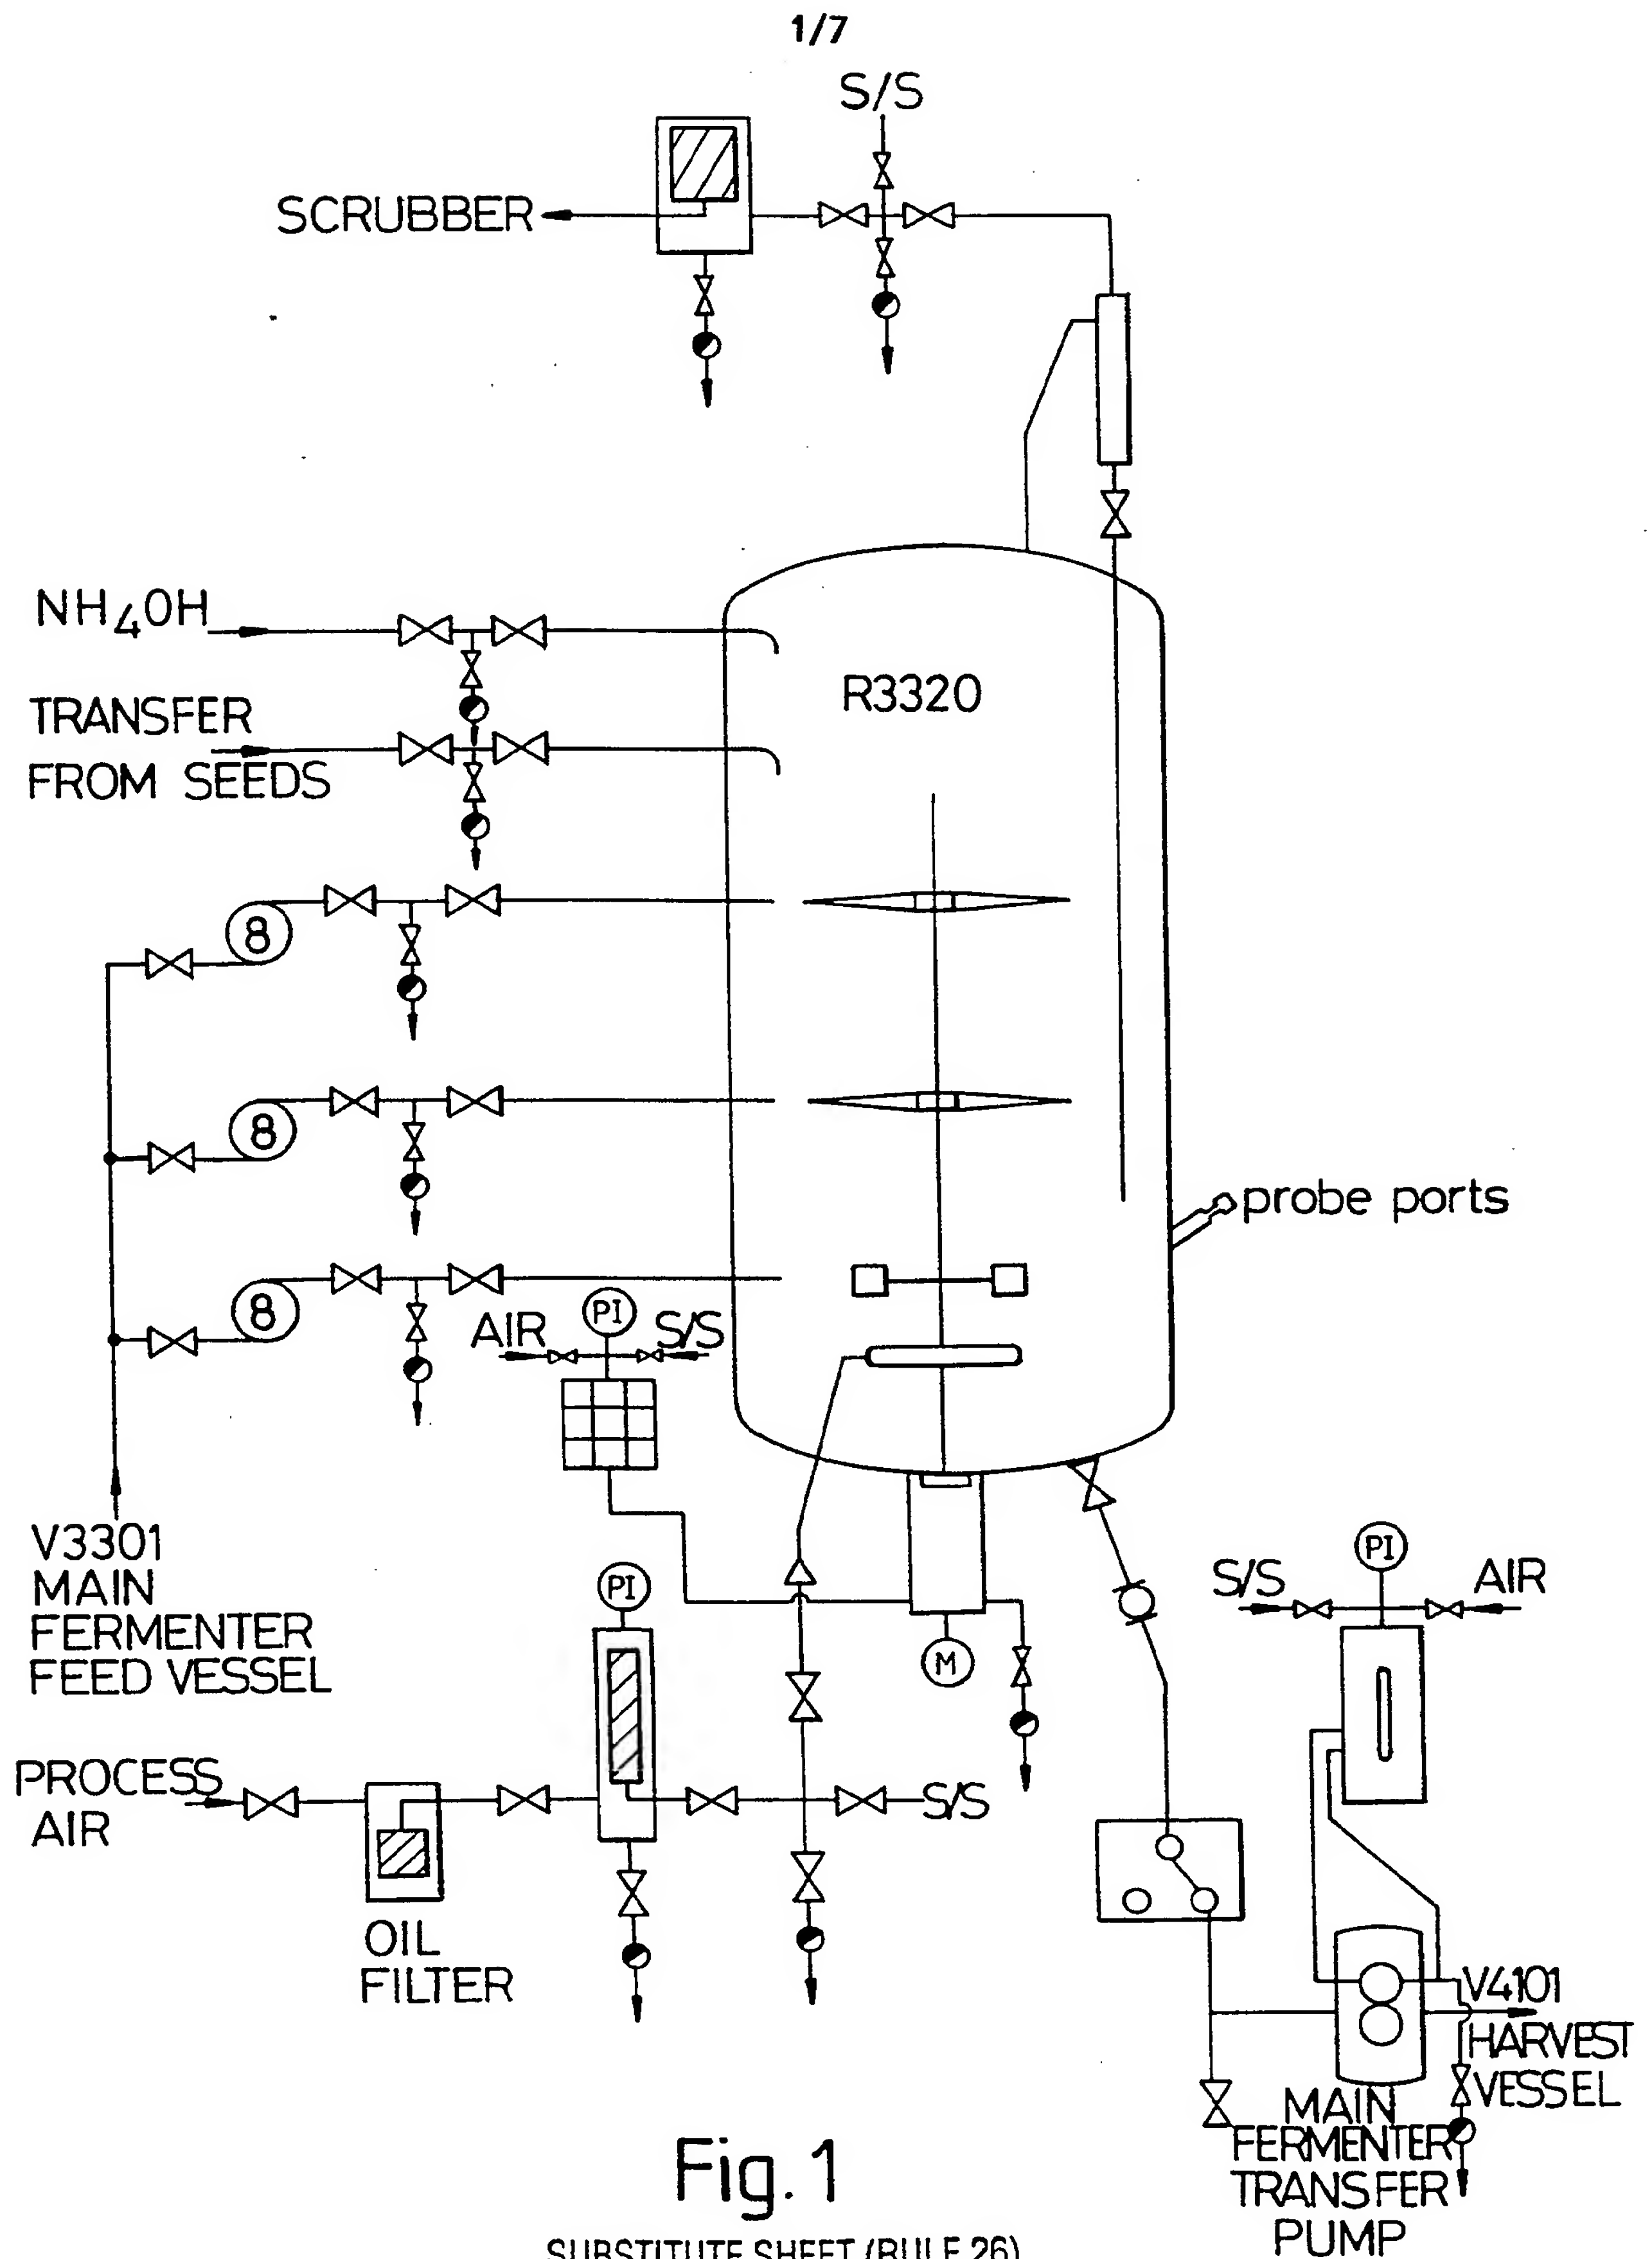 1/7
S/S
SCRUBBER
NH4OH
R3320
TRANSFER
FROM SEEDS
8
8
probe ports
8
PI
AIR
S/S
V3301
MAIN
FERMENTER
FEED VESSEL
PI
M
PI
S/S
AIR
PROCESS
AIR
S/S
OIL
FILTER
V4101
HARVEST
VESSEL
MAIN
FERMENTER
TRANSFER
PUMP
Fig. 1
SUBSTITUTE SHEET (RULE 26)